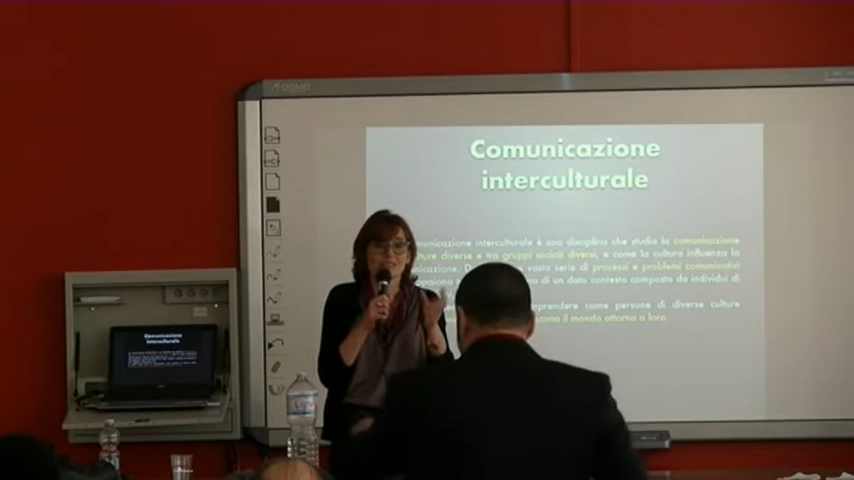 Comunicazione
interculturale
comunicazione interculturale è una disciplina che studia la comunicazione
culture diverse e tra gruppi sociali diversi, e come la cultura influenza la
comunicazione. vasta serie di processi e problemi comunicativi
di un dato contesto composto da individui di
come persone di diverse culture
il mondo attorno a loro
Comunicazione
interculturale